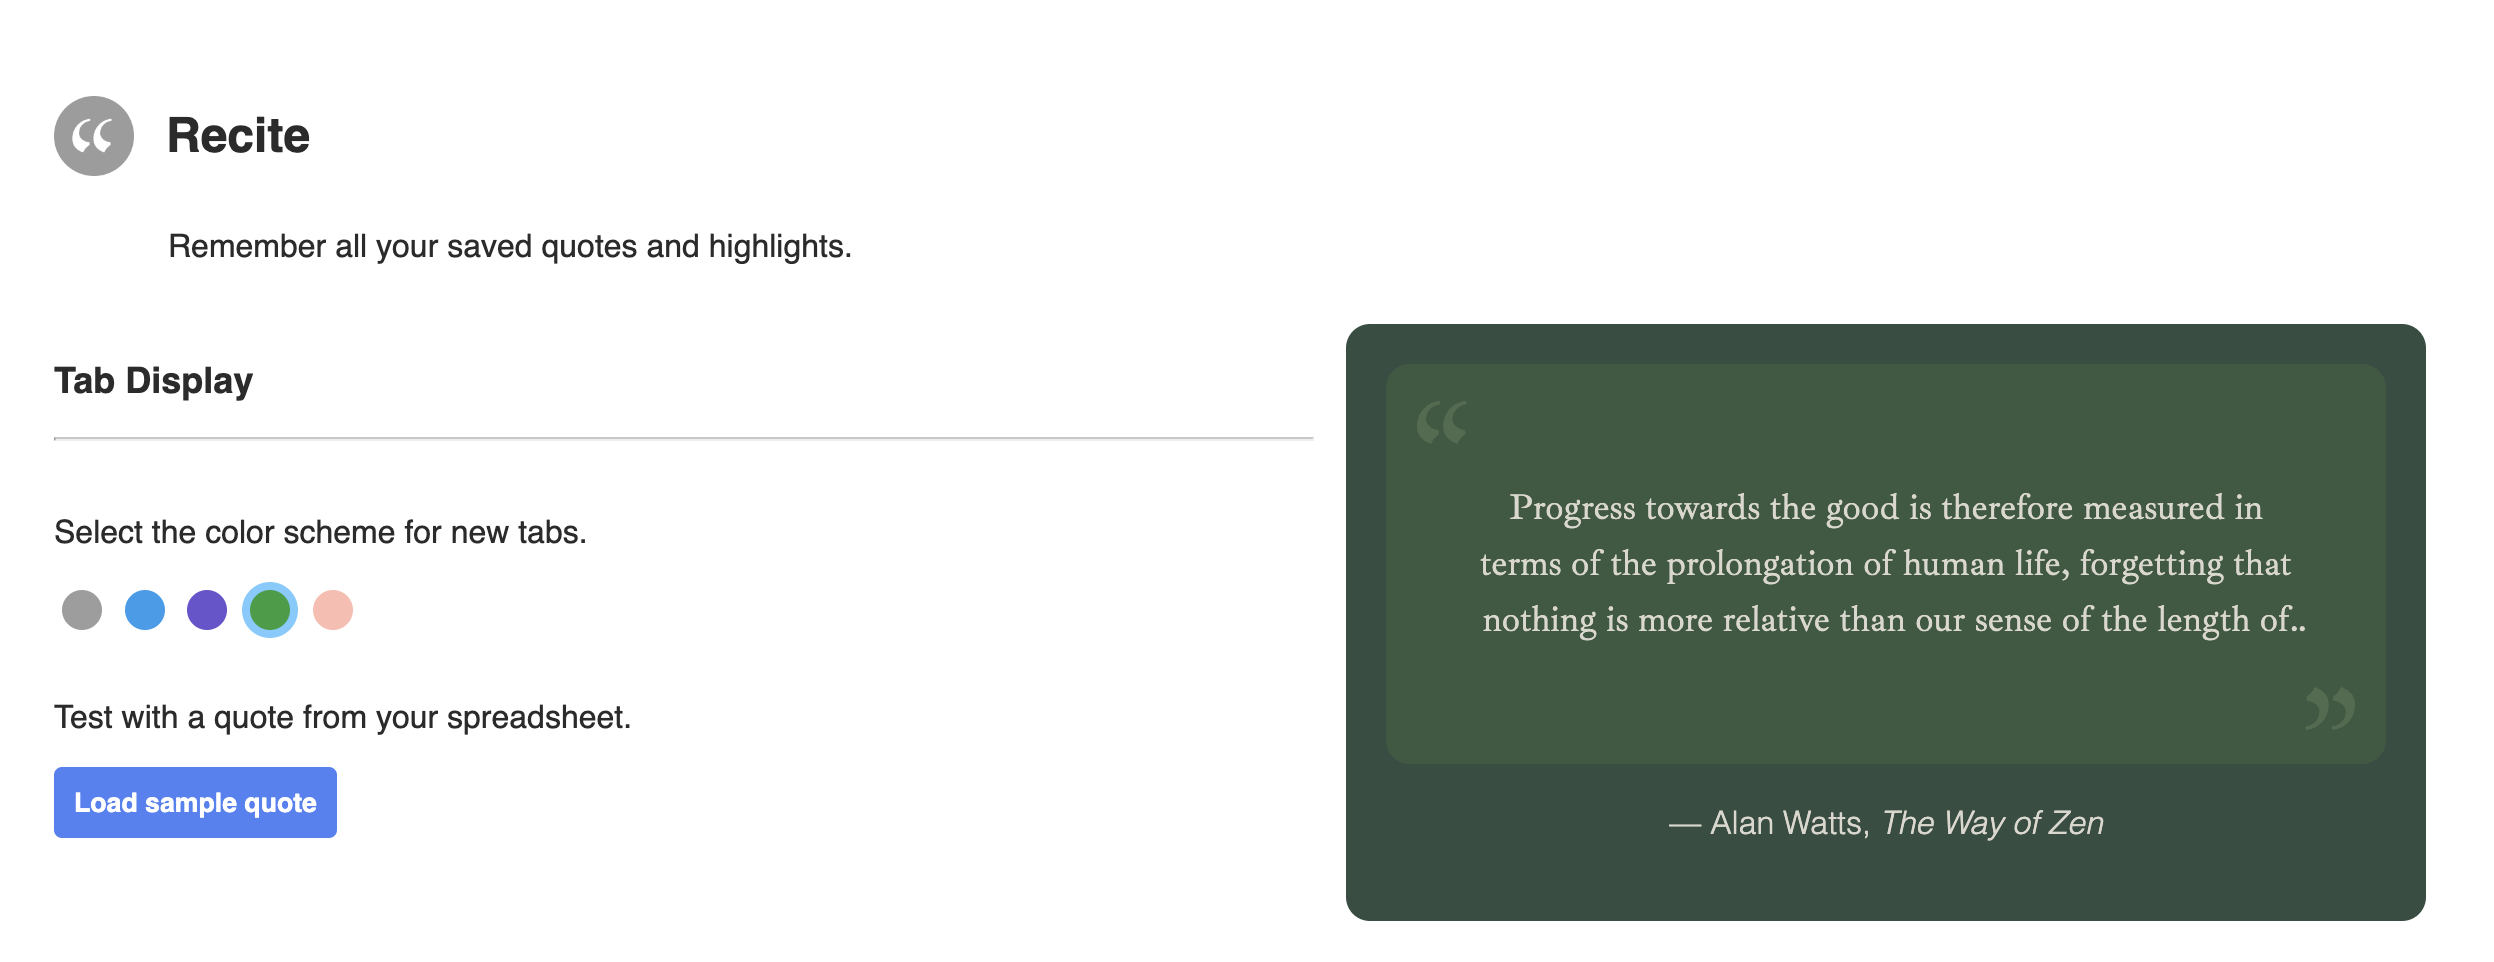 “ Recite
Remember all your saved quotes and highlights.
Tab Display
Select the color scheme for new tabs.
Test with a quote from your spreadsheet.
Load sample quote
“
Progress towards the good is therefore measured in
terms of the prolongation of human life, forgetting that
nothing is more relative than our sense of the length of..
”
— Alan Watts, The Way of Zen